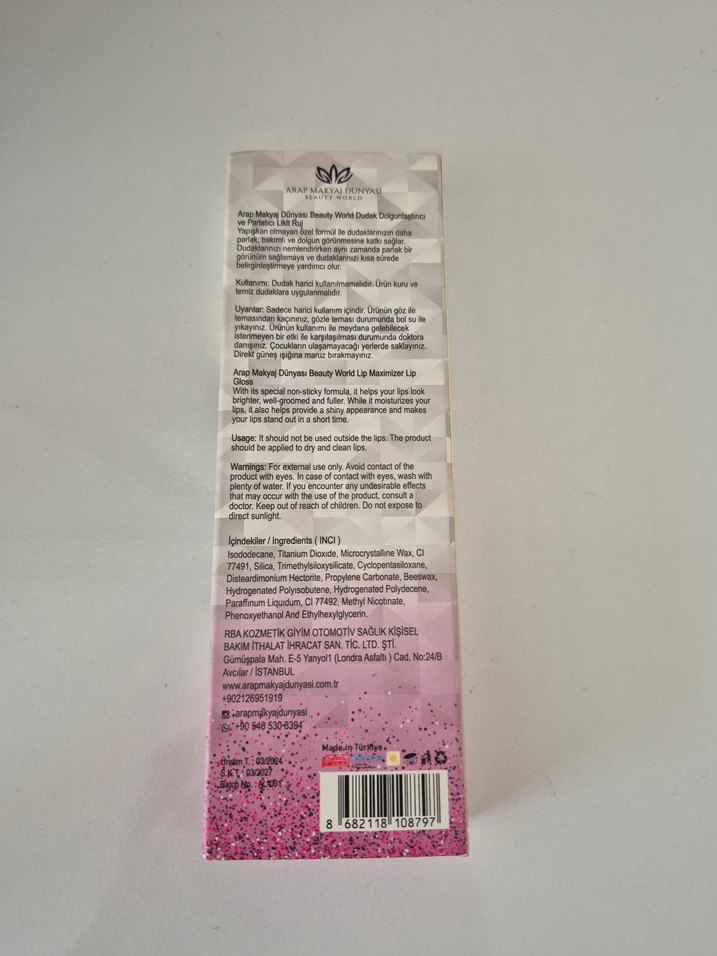 ARAP MAKYAJ DÜNYASI
BEAUTY WORLD
Arap Makyaj Dünyası Beauty World Dudak Dolgunlaştırıcı
ve Parlatıcı Likit Ruj
Yapışkan olmayan özel formül ile dudaklarınızın daha
parlak, bakımlı ve dolgun görünmesine katkı sağlar.
Dudaklarınızı nemlendirirken aynı zamanda parlak bir
görünüm sağlamaya ve dudaklarınızı kısa sürede
belirginleştirmeye yardımcı olur.
Kullanımı: Dudak harici kullanılmamalıdır. Ürün kuru ve
temiz dudaklara uygulanmalıdır.
Uyarılar: Sadece harici kullanım içindir. Ürünün göz ile
temasından kaçınınız, gözle teması durumunda bol su ile
yıkayınız. Ürünün kullanımı ile meydana gelebilecek
istenmeyen bir etki ile karşılaşılması durumunda doktora
danışınız. Çocukların ulaşamayacağı yerlerde saklayınız.
Direkt güneş ışığına maruz bırakmayınız.
Arap Makyaj Dünyası Beauty World Lip Maximizer Lip
Gloss
With its special non-sticky formula, it helps your lips look
brighter, well-groomed and fuller. While it moisturizes your
lips, it also helps provide a shiny appearance and makes
your lips stand out in a short time.
Usage: It should not be used outside the lips. The product
should be applied to dry and clean lips.
Warnings: For external use only. Avoid contact of the
product with eyes. In case of contact with eyes, wash with
plenty of water. If you encounter any undesirable effects
that may occur with the use of the product, consult a
doctor. Keep out of reach of children. Do not expose to
direct sunlight.
İçindekiler / Ingredients ( INCI )
Isododecane, Titanium Dioxide, Microcrystalline Wax, CI
77491, Silica, Trimethylsiloxysilicate, Cyclopentasiloxane,
Disteardimonium Hectorite, Propylene Carbonate, Beeswax,
Hydrogenated Polyisobutene, Hydrogenated Polydecene,
Paraffinum Liquidum, CI 77492, Methyl Nicotinate,
Phenoxyethanol And Ethylhexylglycerin.
RBA KOZMETİK GİYİM OTOMOTİV SAĞLIK KİŞİSEL
BAKIM İTHALAT İHRACAT SAN. TİC. LTD. ŞTİ.
Gümüşpala Mah. E-5 Yanyol1 (Londra Asfaltı ) Cad. No:24/B
Avcılar / İSTANBUL
www.arapmakyajdunyasi.com.tr
+902126951919
arapmakyajdunyasi
+90 546 530 6394
Made in Türkiye
Üretim T. : 03/2024
S.K.T. : 03/2027
Batch No. : AL4001
8 682118 108797